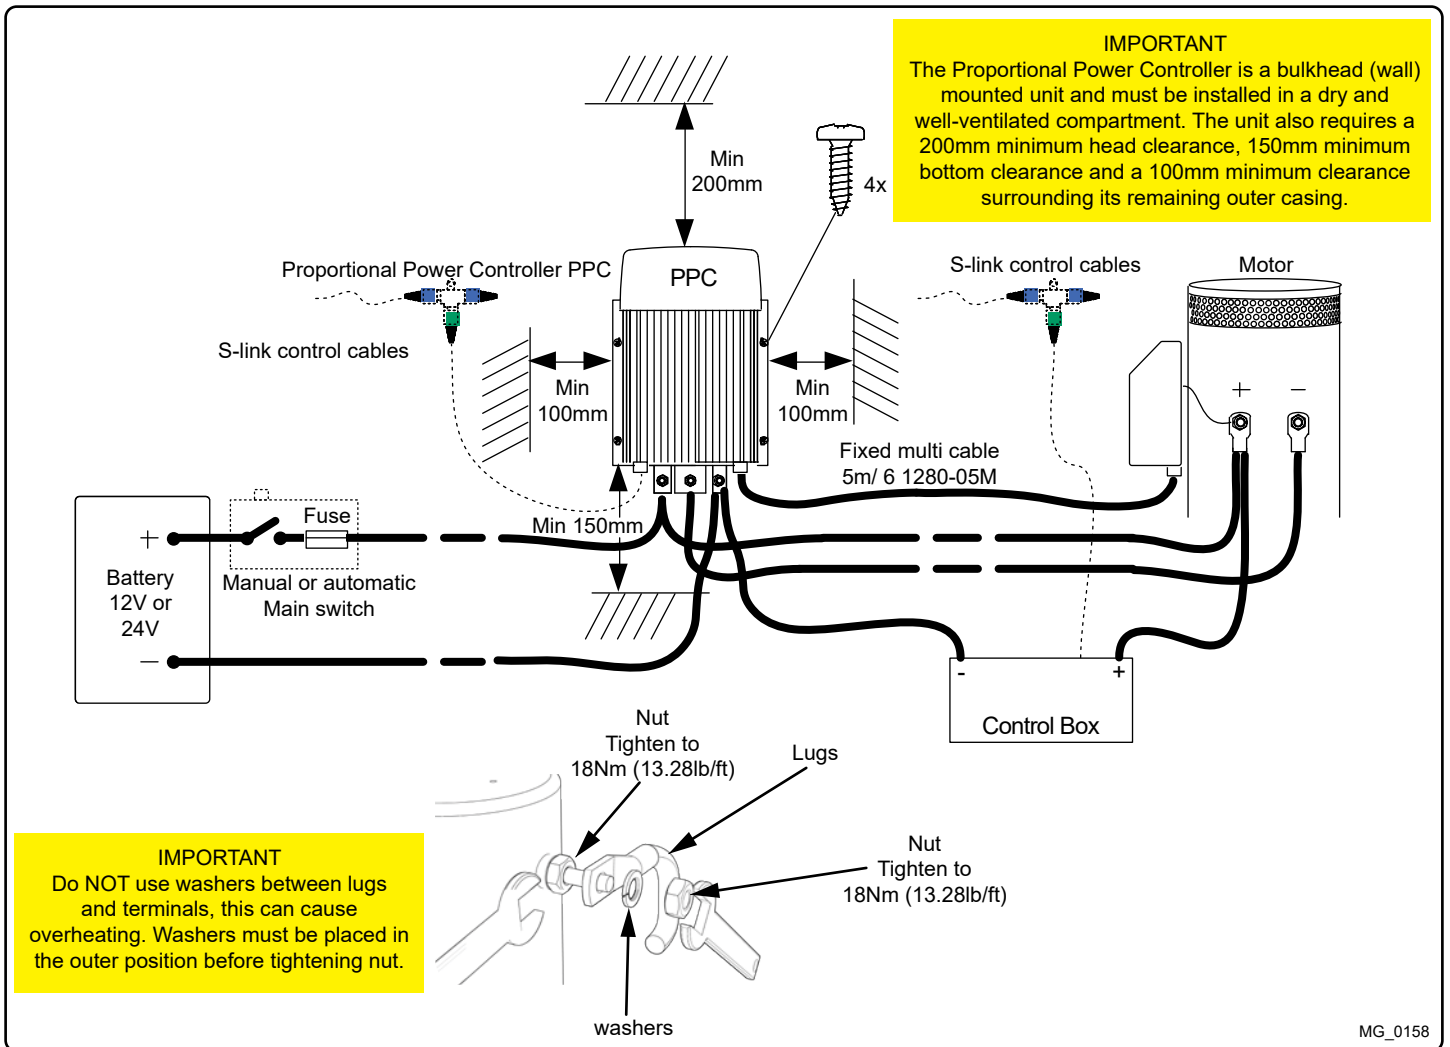 IMPORTANT
The Proportional Power Controller is a bulkhead (wall)
mounted unit and must be installed in a dry and
well-ventilated compartment. The unit also requires a
200mm minimum head clearance, 150mm minimum
bottom clearance and a 100mm minimum clearance
surrounding its remaining outer casing.
Min
200mm
4x
Proportional Power Controller PPC
PPC
S-link control cables
Motor
S-link control cables
Min
100mm
Min
100mm
+
−
Fixed multi cable
5m/ 6 1280-05M
Fuse
Min 150mm
+
Battery
12V or
24V
−
Manual or automatic
Main switch
-
+
Control Box
Nut
Tighten to
18Nm (13.28lb/ft)
Lugs
Nut
Tighten to
18Nm (13.28lb/ft)
IMPORTANT
Do NOT use washers between lugs
and terminals, this can cause
overheating. Washers must be placed in
the outer position before tightening nut.
washers
MG_0158